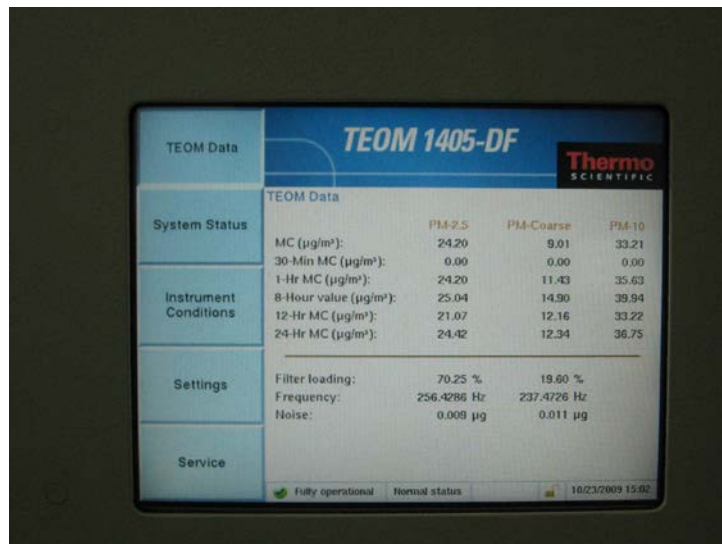 TEOM Data
TEOM 1405-DF
Thermo
SCIENTIFIC
System Status
Instrument
Conditions
Settings
Service
TEOM Data
PM-2.5 PM-Coarse PM-10
MC (µg/m³): 24.20 9.01 33.21
30-Min MC (µg/m³): 0.00 0.00 0.00
1-Hr MC (µg/m³): 24.20 11.43 35.63
8-Hour value (µg/m³): 25.04 14.90 39.94
12-Hr MC (µg/m³): 21.07 12.16 33.22
24-Hr MC (µg/m³): 24.42 12.34 36.75
Filter loading: 70.25 % 19.60 %
Frequency: 256.4286 Hz 237.4726 Hz
Noise: 0.009 µg 0.011 µg
Fully operational Normal status 10/23/2009 15:02